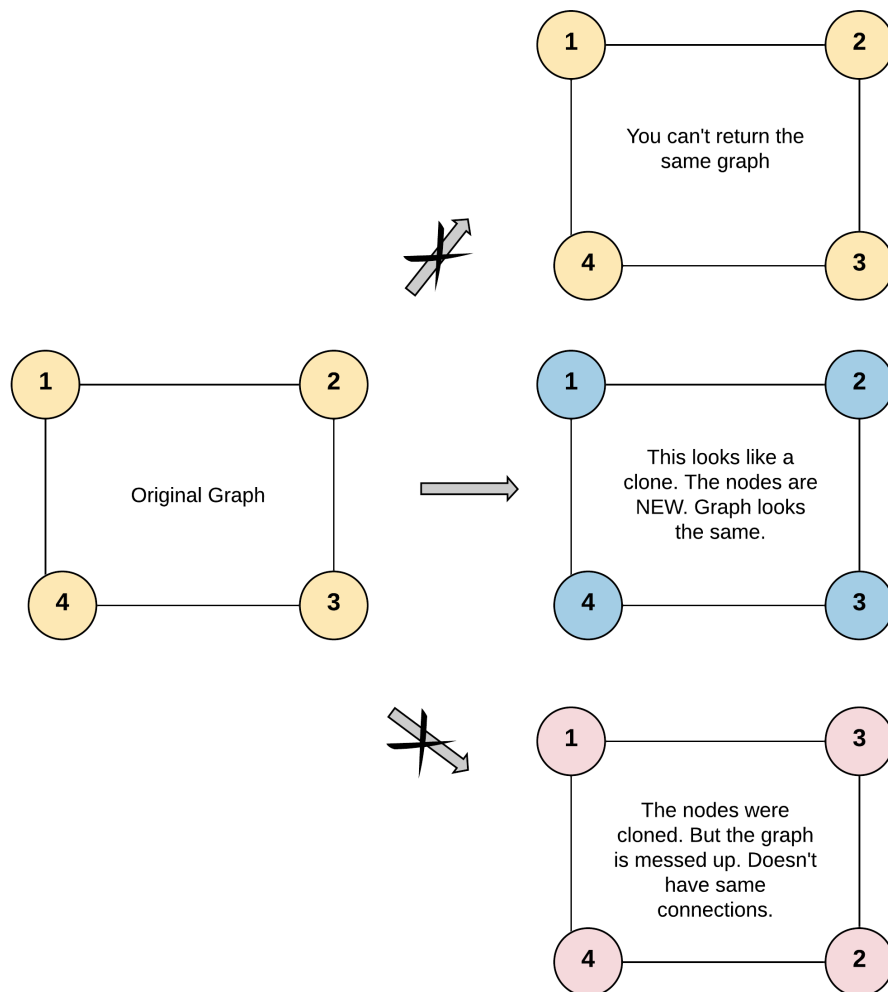 1
2
You can't return the
same graph
4
3
1
2
Original Graph
4
3
1
2
This looks like a
clone. The nodes are
NEW. Graph looks
the same.
4
3
1
3
The nodes were
cloned. But the graph
is messed up. Doesn't
have same
connections.
4
2